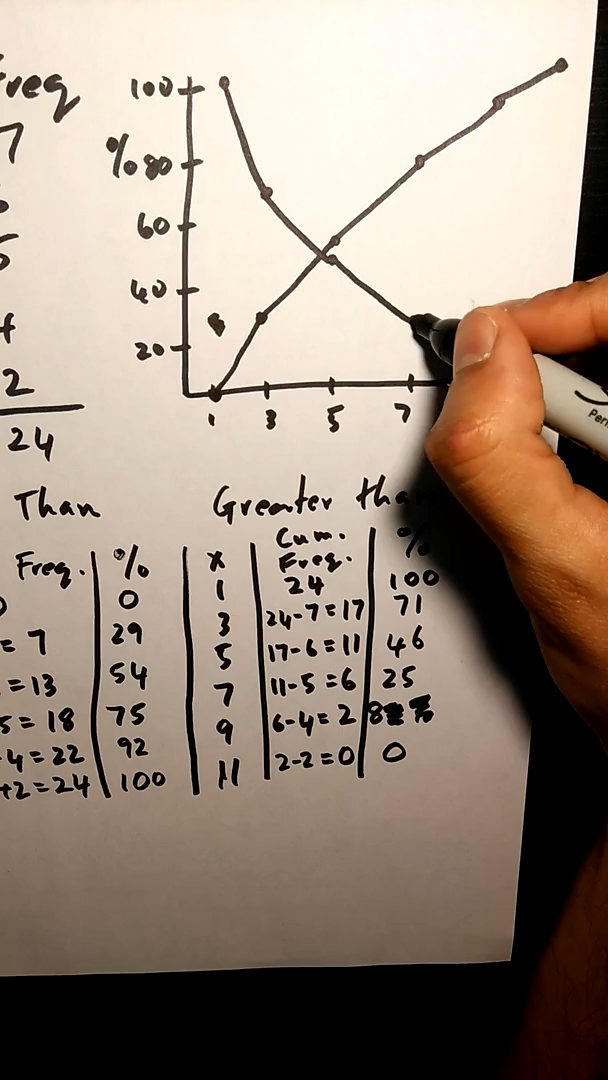 Freq
7
5
4
2
24
100
% 80
60
40
20
1 3 5 7
Than
Freq. %
0
= 7 29
= 13 54
5 = 18 75
4 = 22 92
+2 = 24 100
Greater than
x Cum. Freq. %
1 24 100
3 24-7=17 71
5 17-6=11 46
7 11-5=6 25
9 6-4=2 8
11 2-2=0 0